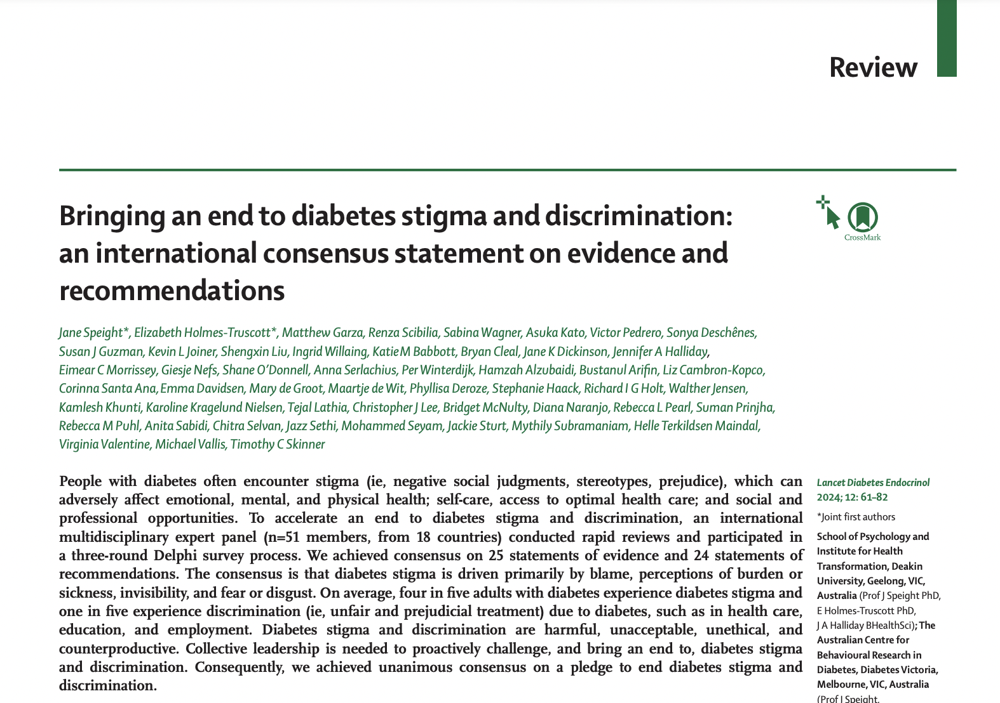 Review
Bringing an end to diabetes stigma and discrimination:
an international consensus statement on evidence and
recommendations
CrossMark
Jane Speight*, Elizabeth Holmes-Truscott*, Matthew Garza, Renza Scibilia, Sabina Wagner, Asuka Kato, Victor Pedrero, Sonya Deschênes,
Susan J Guzman, Kevin L Joiner, Shengxin Liu, Ingrid Willaing, Katie M Babbott, Bryan Cleal, Jane K Dickinson, Jennifer A Halliday,
Eimear C Morrissey, Giesje Nefs, Shane O’Donnell, Anna Serlachius, Per Winterdijk, Hamzah Alzubaidi, Bustanul Arifin, Liz Cambron-Kopco,
Corinna Santa Ana, Emma Davidsen, Mary de Groot, Maartje de Wit, Phyllisa Deroze, Stephanie Haack, Richard I G Holt, Walther Jensen,
Kamlesh Khunti, Karoline Kragelund Nielsen, Tejal Lathia, Christopher J Lee, Bridget McNulty, Diana Naranjo, Rebecca L Pearl, Suman Prinjha,
Rebecca M Puhl, Anita Sabidi, Chitra Selvan, Jazz Sethi, Mohammed Seyam, Jackie Sturt, Mythily Subramaniam, Helle Terkildsen Maindal,
Virginia Valentine, Michael Vallis, Timothy C Skinner
People with diabetes often encounter stigma (ie, negative social judgments, stereotypes, prejudice), which can
adversely affect emotional, mental, and physical health; self-care, access to optimal health care; and social and
professional opportunities. To accelerate an end to diabetes stigma and discrimination, an international
multidisciplinary expert panel (n=51 members, from 18 countries) conducted rapid reviews and participated in
a three-round Delphi survey process. We achieved consensus on 25 statements of evidence and 24 statements of
recommendations. The consensus is that diabetes stigma is driven primarily by blame, perceptions of burden or
sickness, invisibility, and fear or disgust. On average, four in five adults with diabetes experience diabetes stigma and
one in five experience discrimination (ie, unfair and prejudicial treatment) due to diabetes, such as in health care,
education, and employment. Diabetes stigma and discrimination are harmful, unacceptable, unethical, and
counterproductive. Collective leadership is needed to proactively challenge, and bring an end to, diabetes stigma
and discrimination. Consequently, we achieved unanimous consensus on a pledge to end diabetes stigma and
discrimination.
Lancet Diabetes Endocrinol
2024; 12: 61–82
*Joint first authors
School of Psychology and
Institute for Health
Transformation, Deakin
University, Geelong, VIC,
Australia (Prof J Speight PhD,
E Holmes-Truscott PhD,
J A Halliday BHealthSci); The
Australian Centre for
Behavioural Research in
Diabetes, Diabetes Victoria,
Melbourne, VIC, Australia
(Prof J Speight,